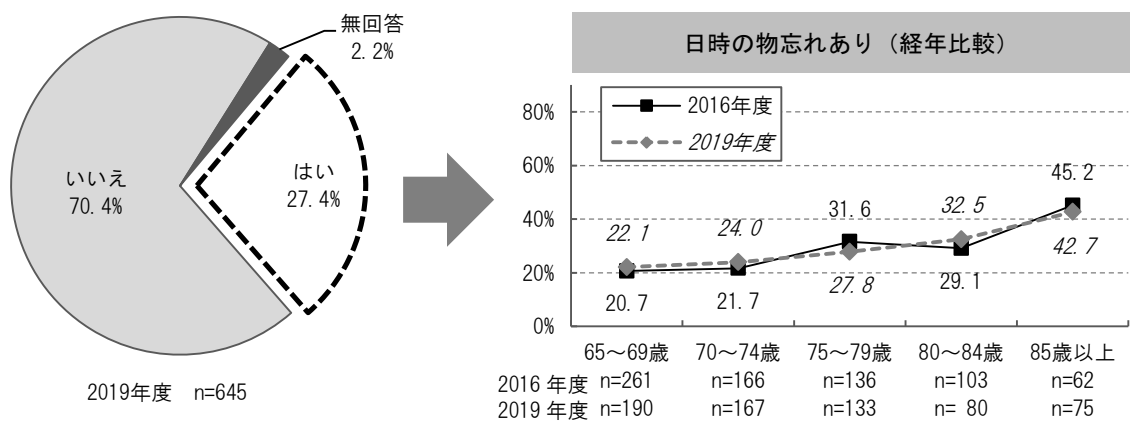 無回答
2.2%
いいえ
70.4%
はい
27.4%
2019年度　n=645
日時の物忘れあり（経年比較）
2016年度
2019年度
80%
60%
40%
20%
0%
22.1 24.0 31.6 32.5 45.2
20.7 21.7 27.8 29.1 42.7
65～69歳 70～74歳 75～79歳 80～84歳 85歳以上
2016 年度 n=261 n=166 n=136 n=103 n=62
2019 年度 n=190 n=167 n=133 n= 80 n=75